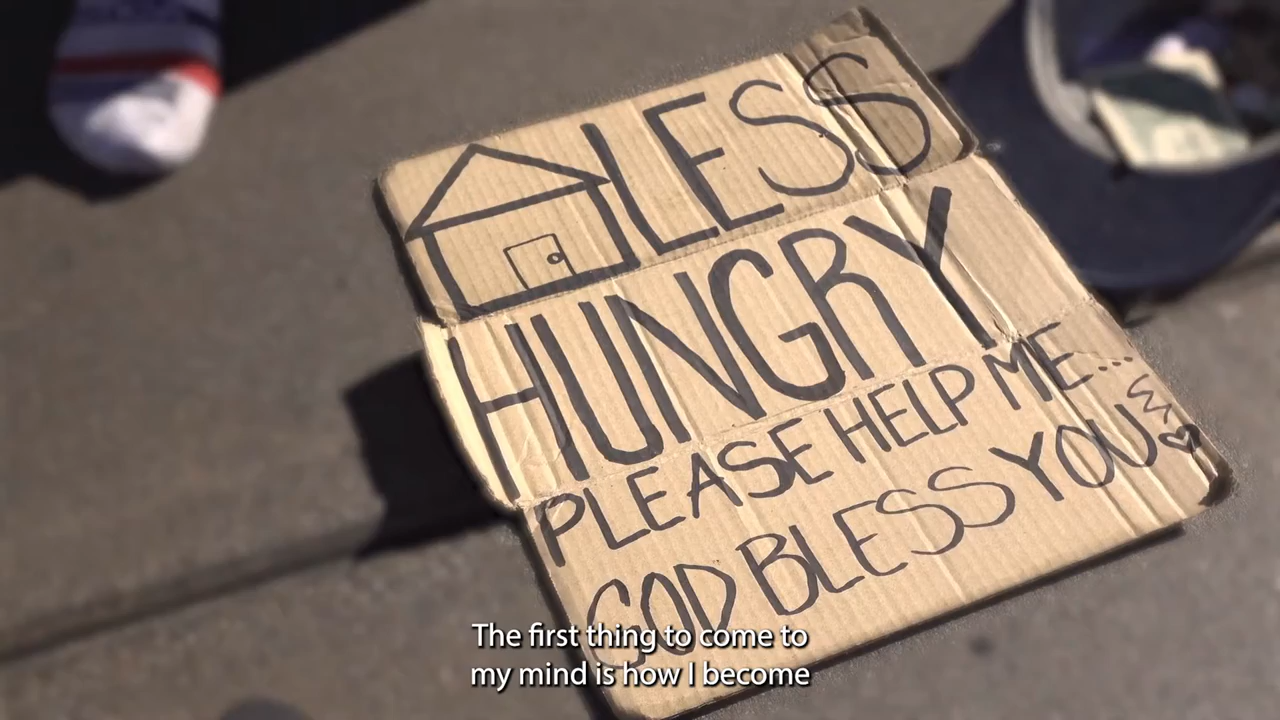 LESS
HUNGRY
PLEASE HELP ME...
GOD BLESS YOU
The first thing to come to
my mind is how I become